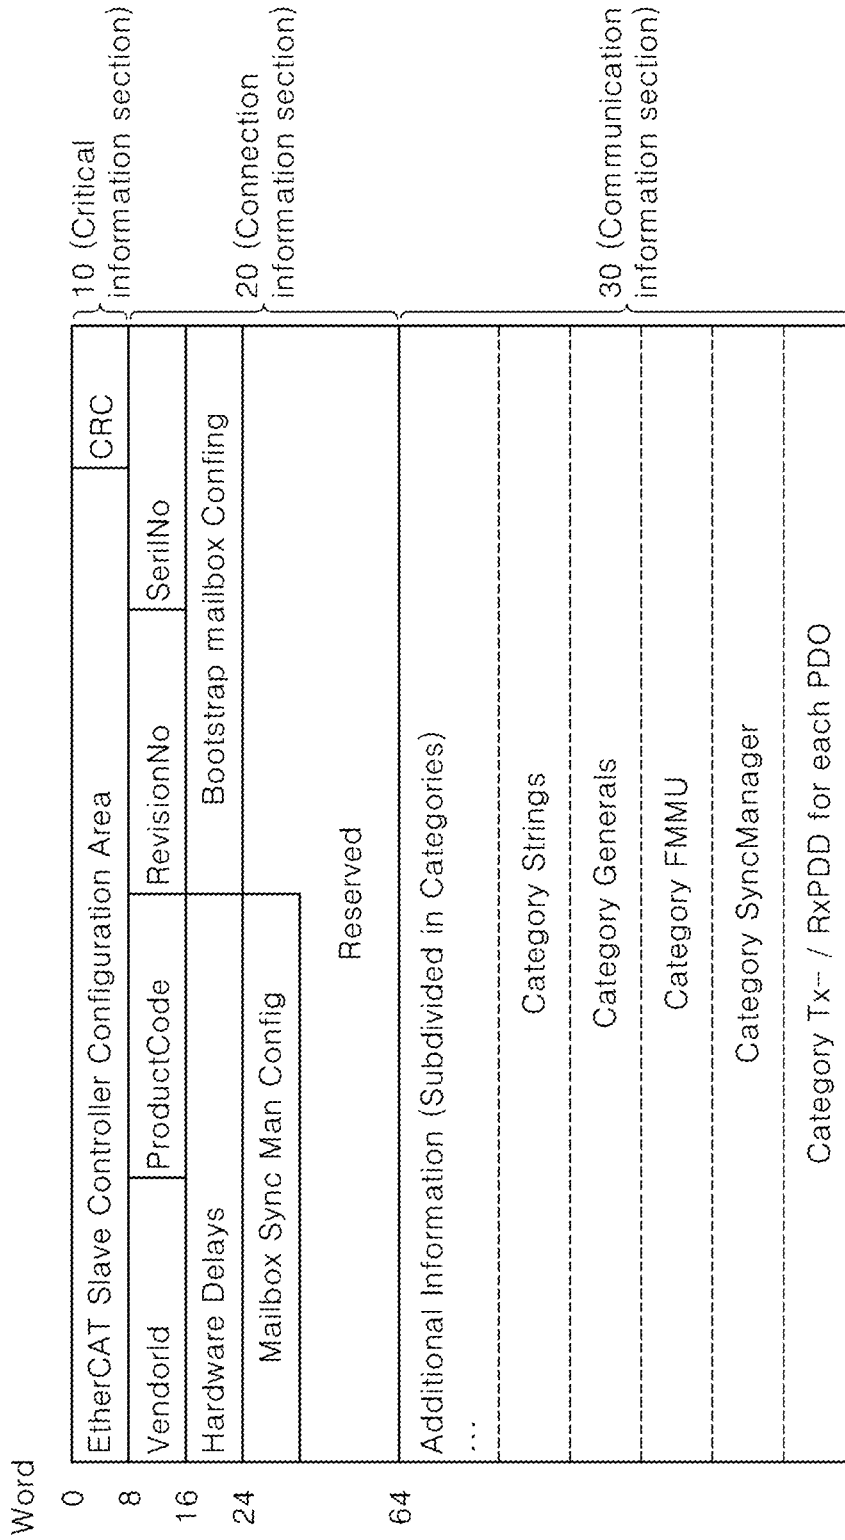 Word
0
EtherCAT Slave Controller Configuration Area
CRC
10 (Critical
information section)
8
VendorId
ProductCode
RevisionNo
SerilNo
16
Hardware Delays
Bootstrap mailbox Confing
20 (Connection
information section)
24
Mailbox Sync Man Config
Reserved
64
Additional Information (Subdivided in Categories)
...
Category Strings
Category Generals
Category FMMU
30 (Communication
information section)
Category SyncManager
Category Tx-- / RxPDD for each PDO